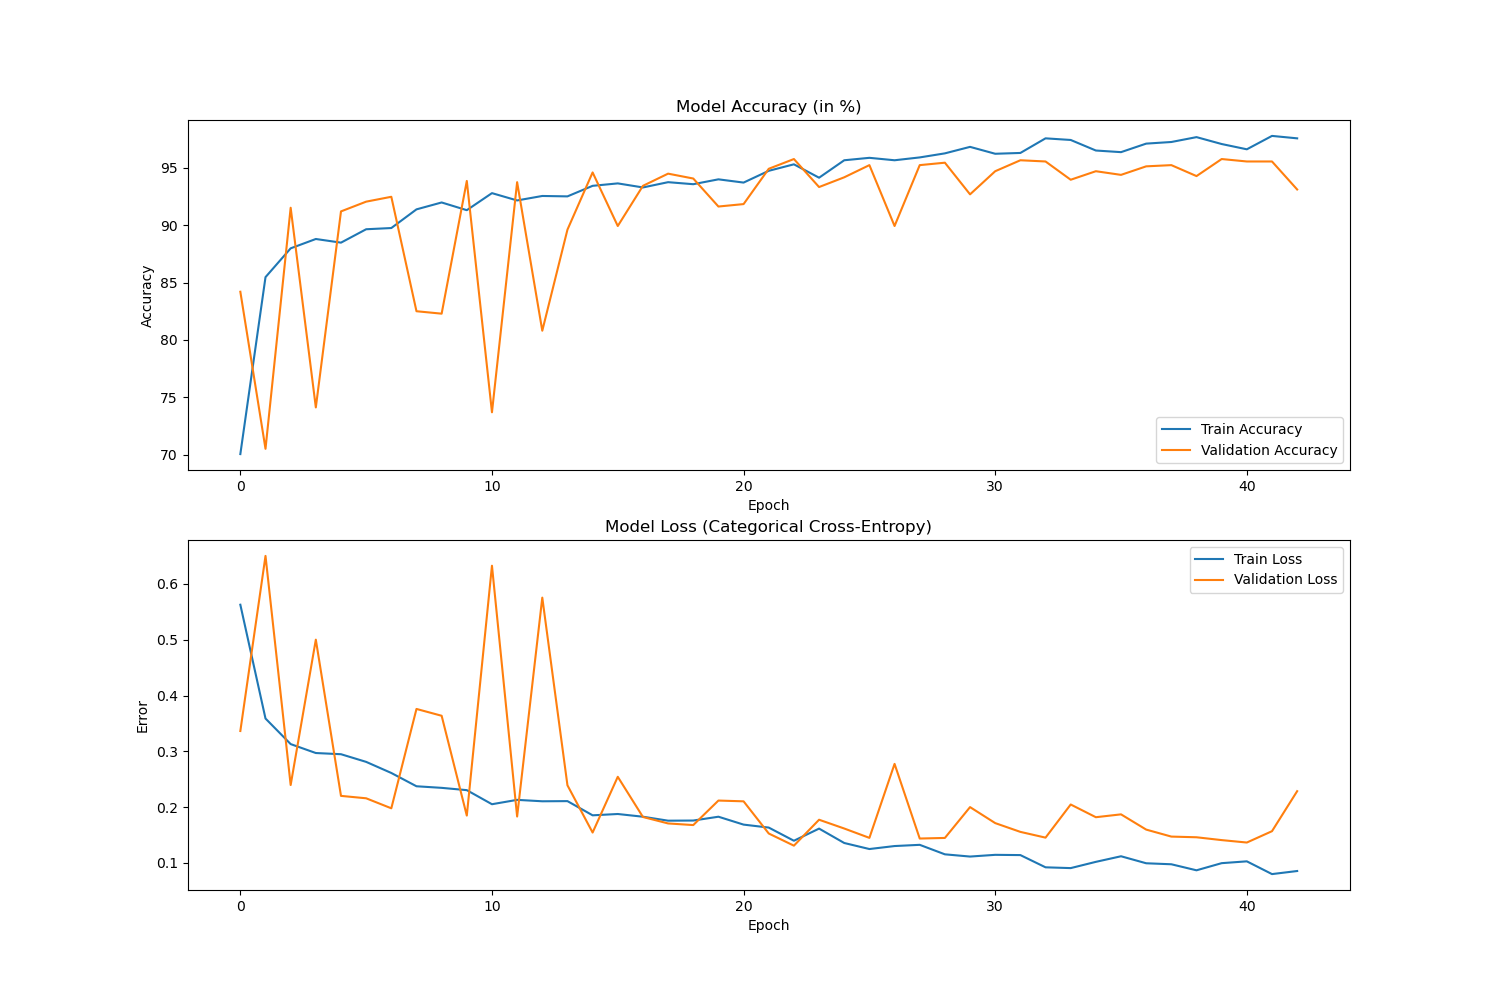 Model Accuracy (in %)
Accuracy
95
90
85
80
75
70
Train Accuracy
Validation Accuracy
0 10 20 30 40
Epoch
Model Loss (Categorical Cross-Entropy)
Error
0.6
0.5
0.4
0.3
0.2
0.1
Train Loss
Validation Loss
0 10 20 30 40
Epoch